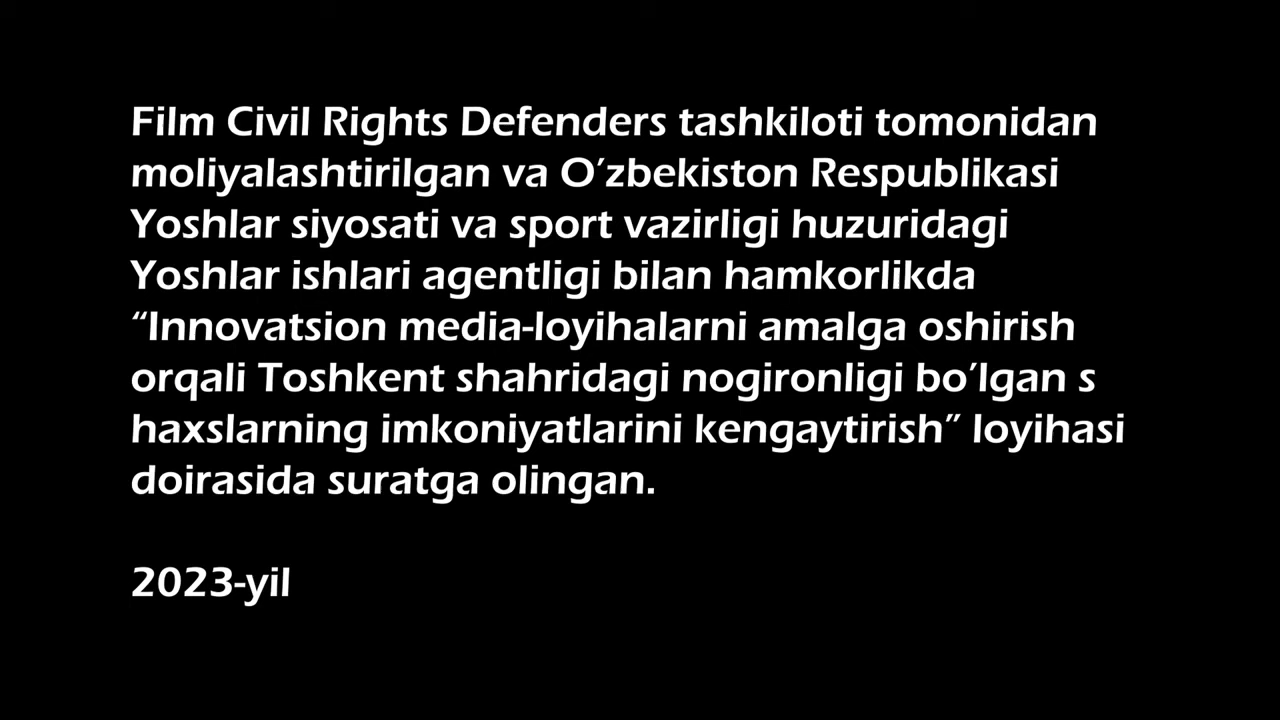 Film Civil Rights Defenders tashkiloti tomonidan
moliyalashtirilgan va O’zbekiston Respublikasi
Yoshlar siyosati va sport vazirligi huzuridagi
Yoshlar ishlari agentligi bilan hamkorlikda
“Innovatsion media-loyihalarni amalga oshirish
orqali Toshkent shahridagi nogironligi bo’lgan s
haxslarning imkoniyatlarini kengaytirish” loyihasi
doirasida suratga olingan.
2023-yil